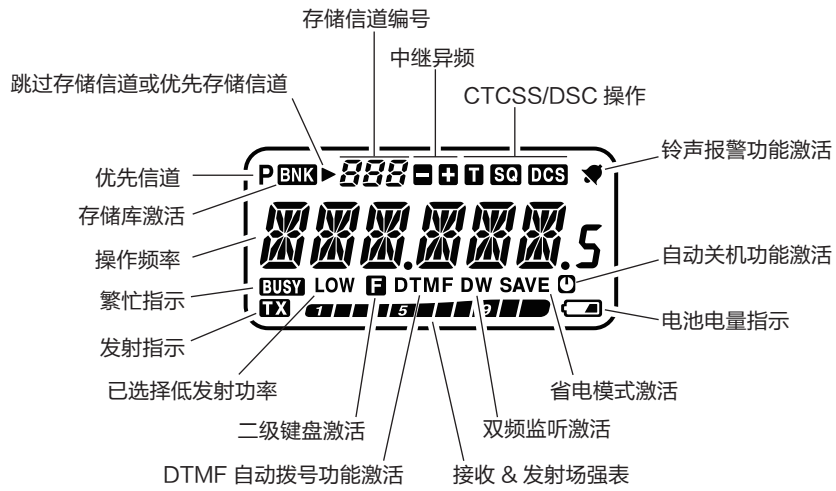 存储信道编号
中继异频
跳过存储信道或优先存储信道
CTCSS/DSC 操作
铃声报警功能激活
优先信道
P BNK 888 - + T SQ DCS
存储库激活
操作频率
.5
自动关机功能激活
繁忙指示
BUSY LOW F DTMF DW SAVE
发射指示
TX 1 5 9
电池电量指示
已选择低发射功率
省电模式激活
二级键盘激活
双频监听激活
DTMF 自动拨号功能激活
接收 & 发射场强表